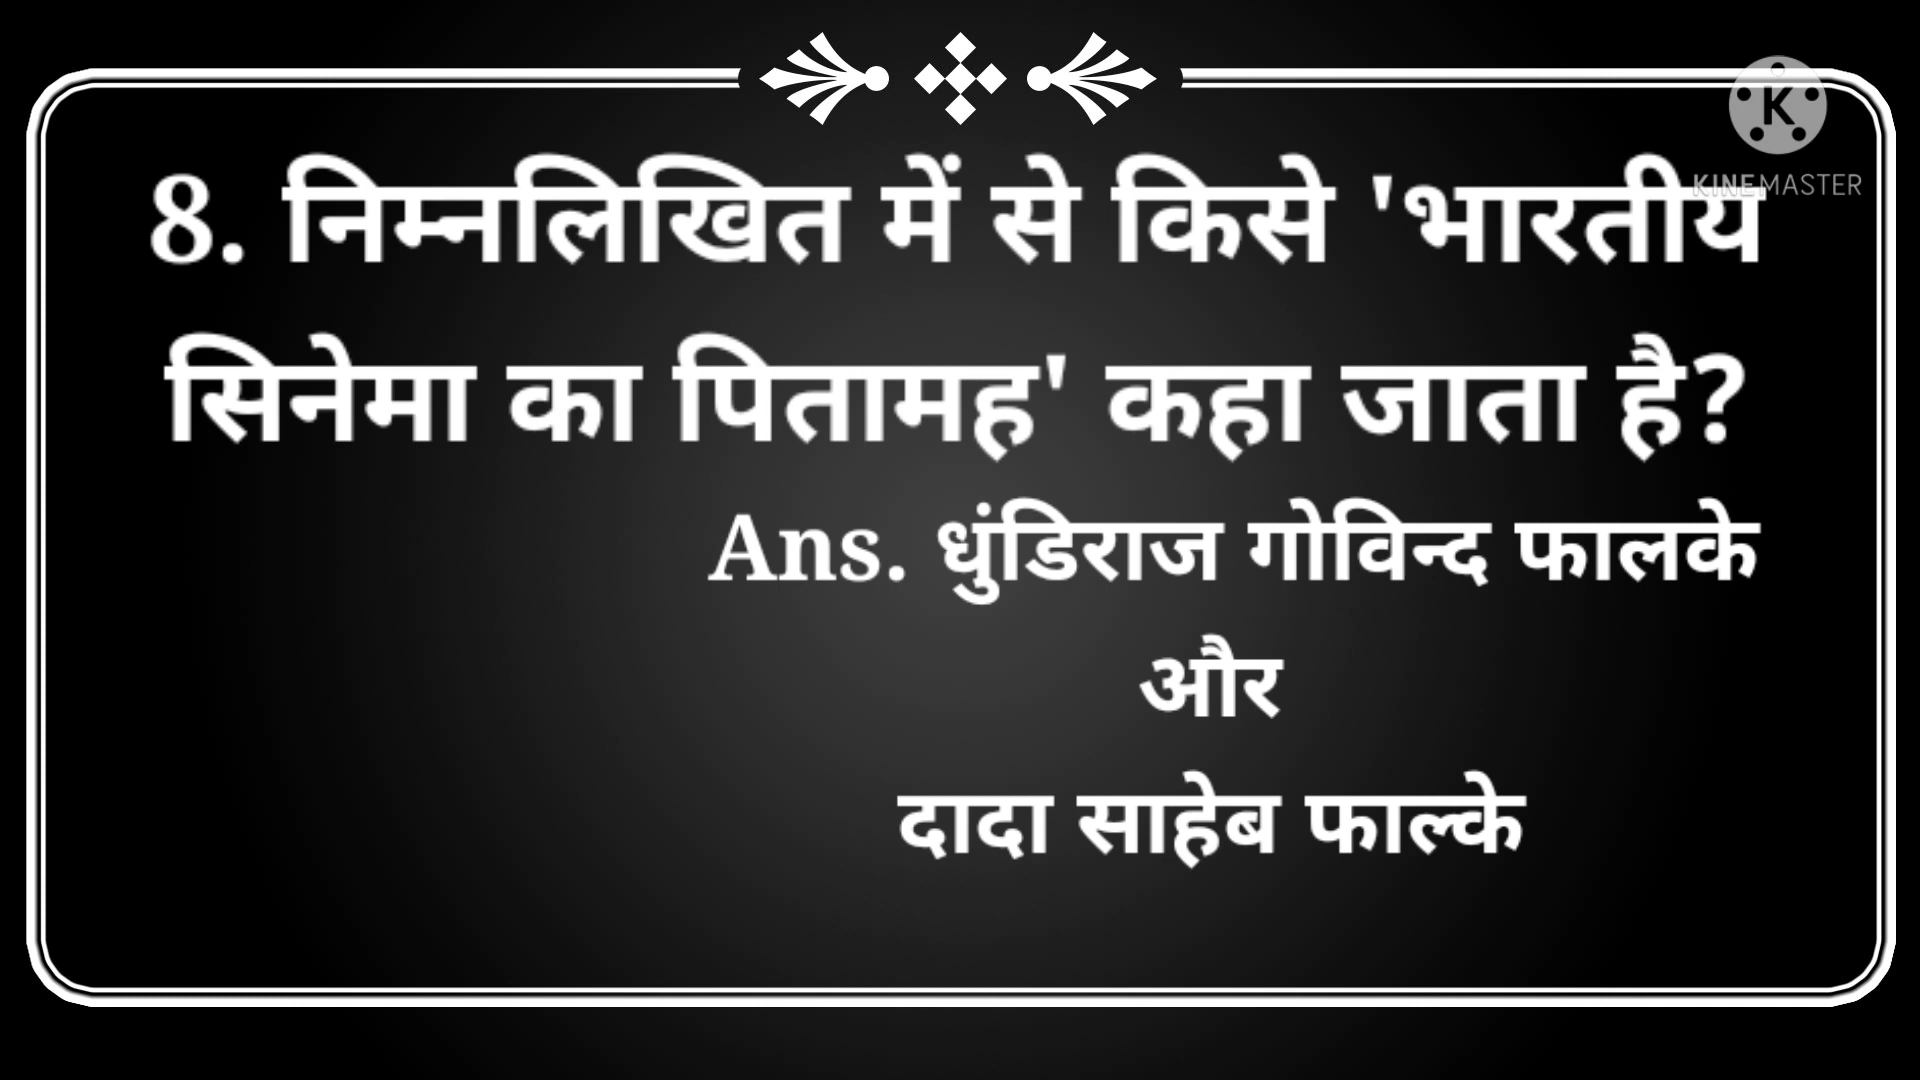 KINEMASTER
8. निम्नलिखित में से किसे 'भारतीय
सिनेमा का पितामह' कहा जाता है?
Ans. धुंडिराज गोविन्द फालके
और
दादा साहेब फाल्के